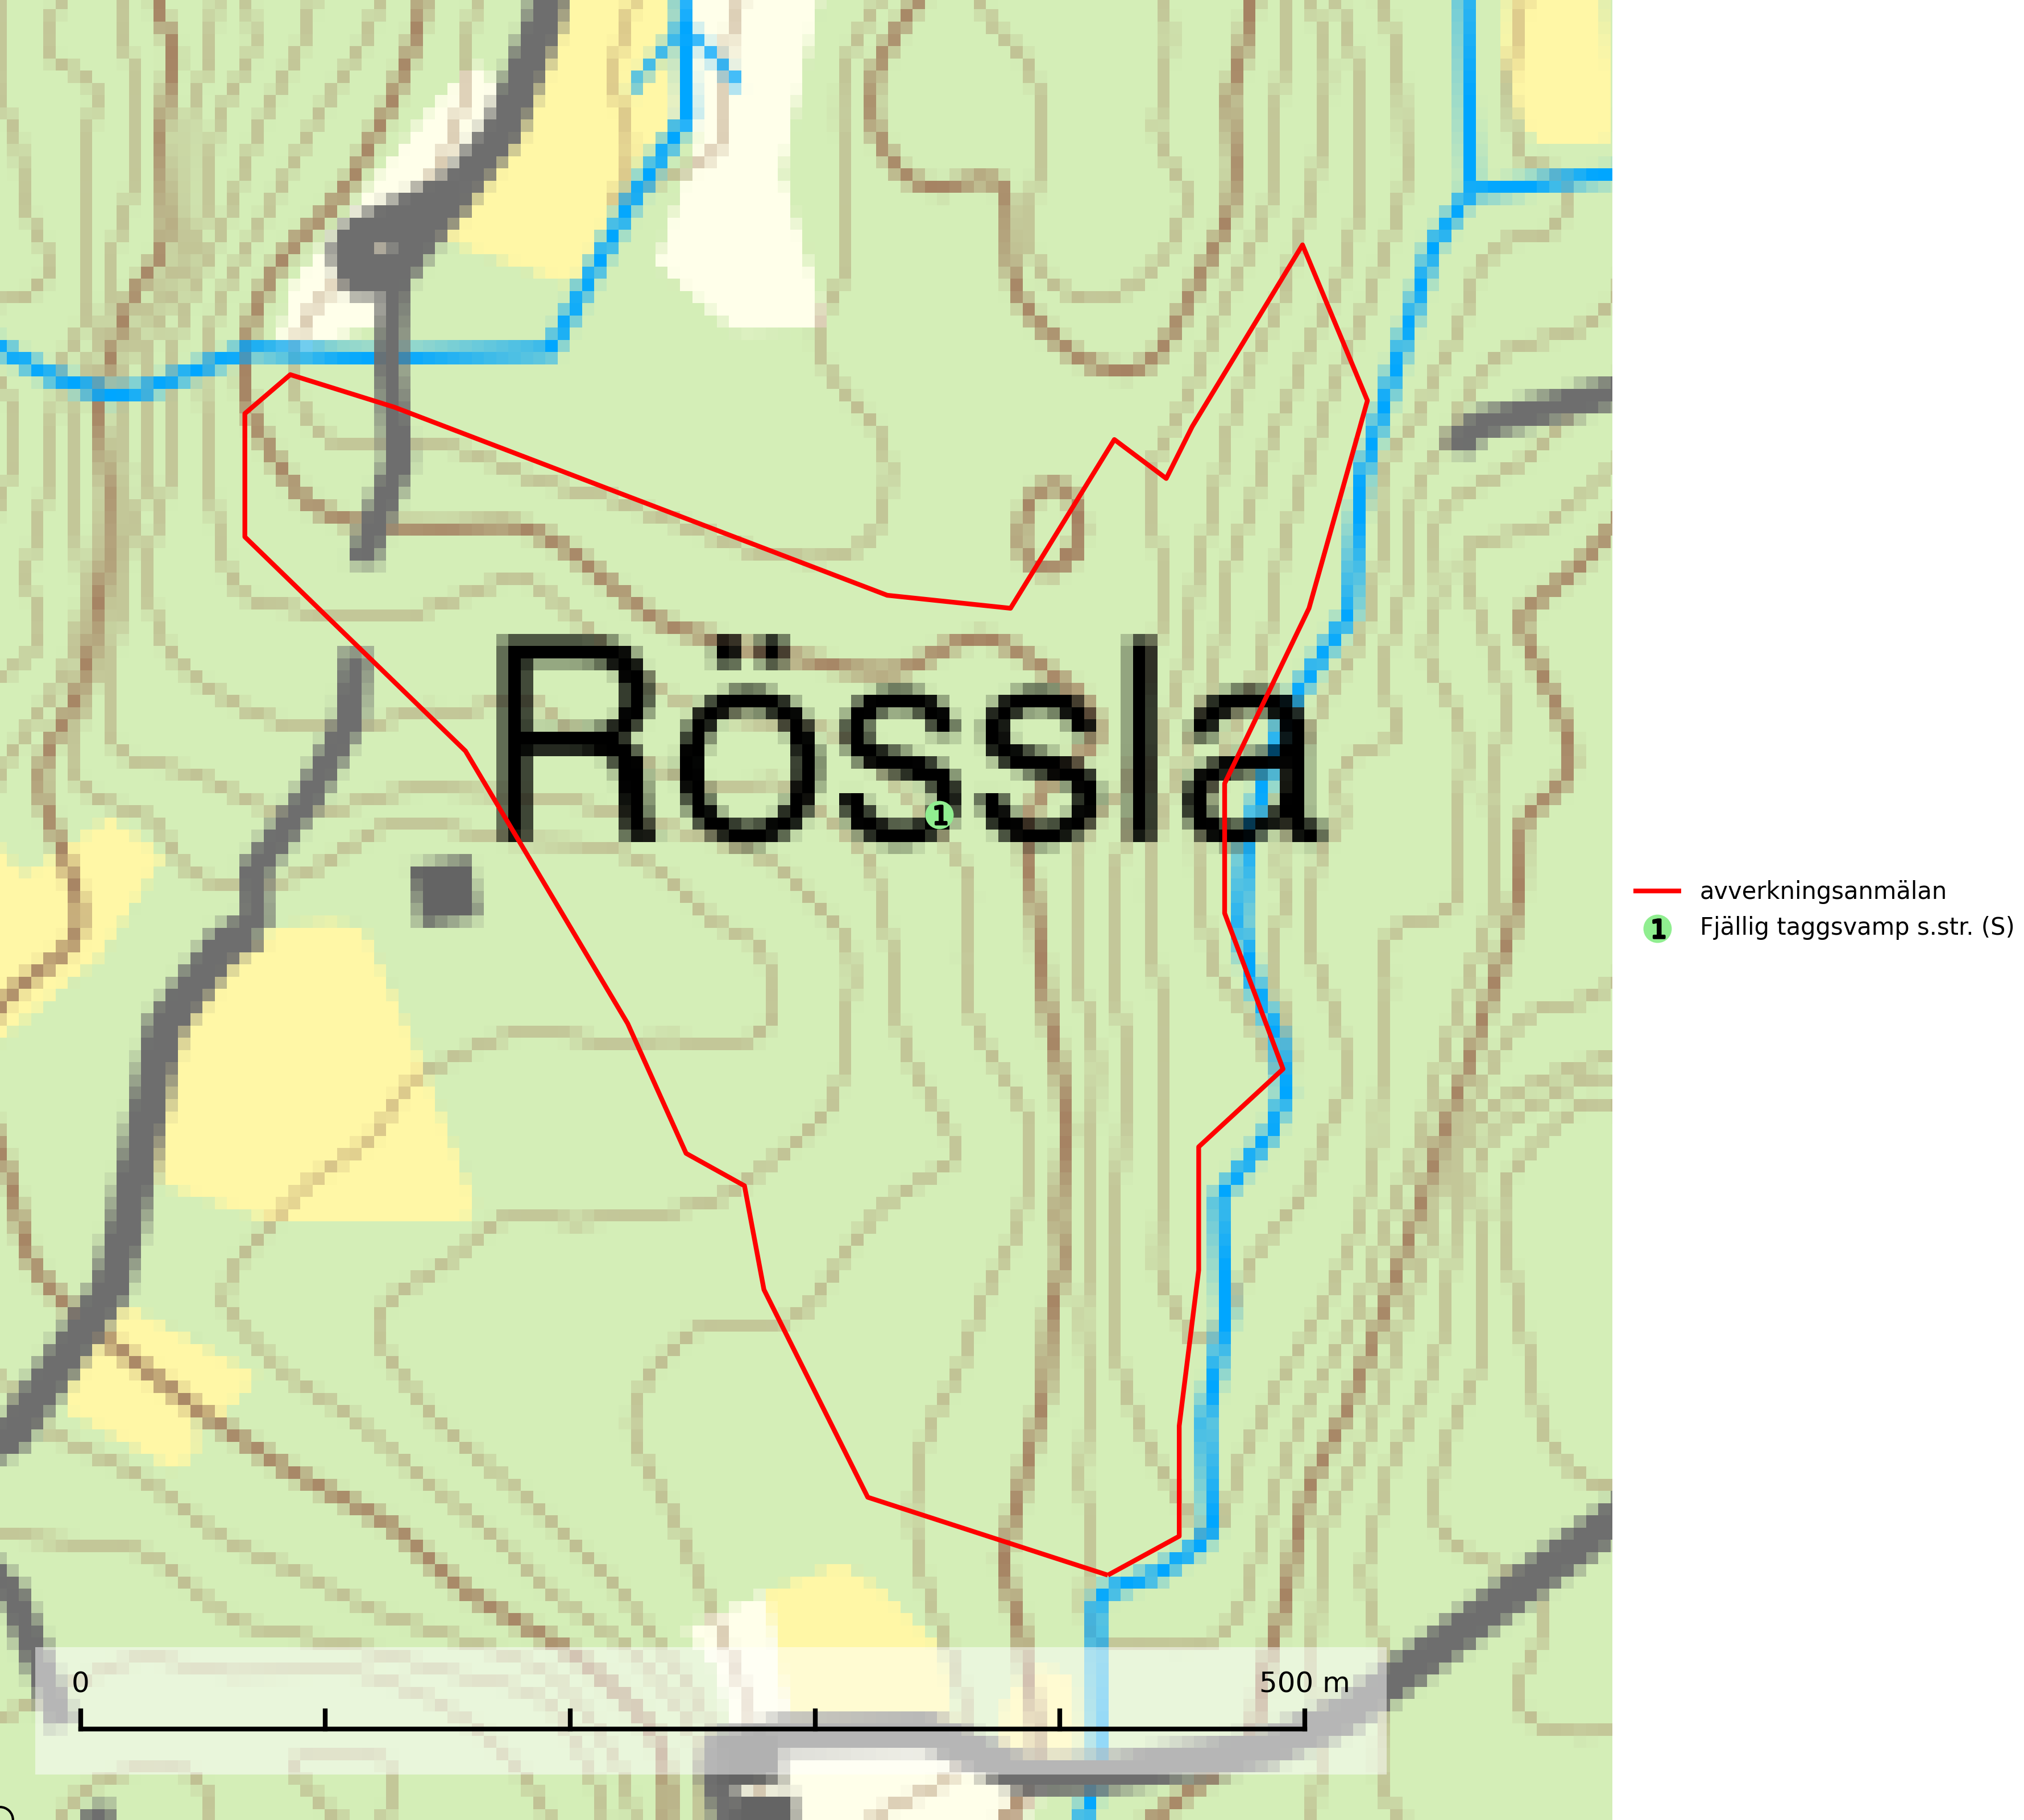 Rössla
1
avverkningsanmälan
1 Fjällig taggsvamp s.str. (S)
0 500 m